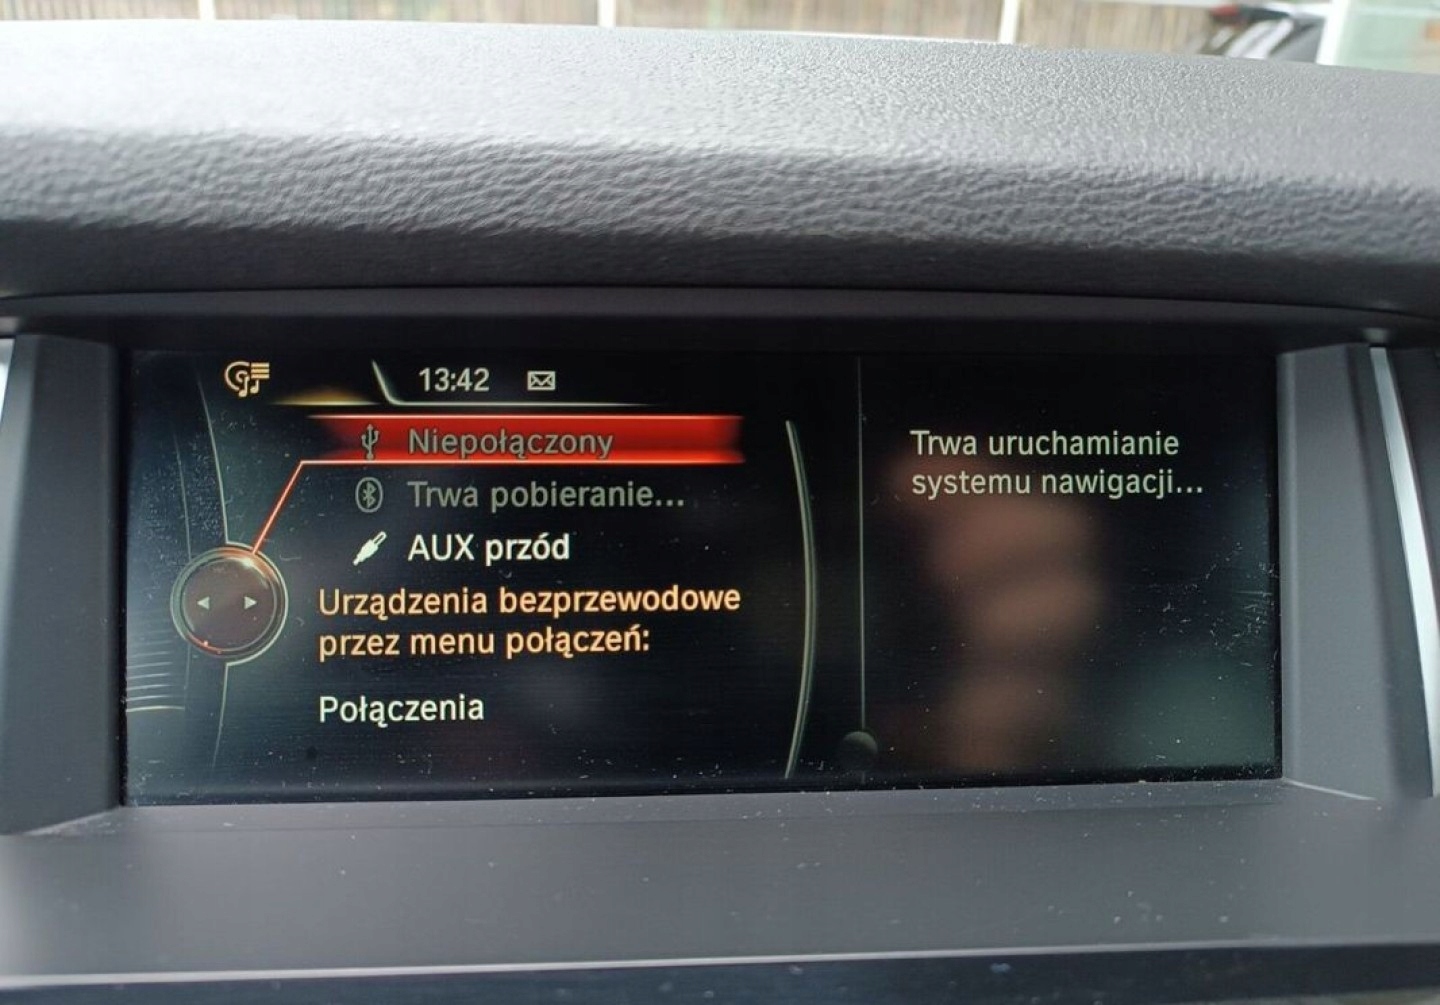 13:42
Niepołączony
Trwa pobieranie...
AUX przód
Urządzenia bezprzewodowe
przez menu połączeń:
Połączenia
Trwa uruchamianie
systemu nawigacji...